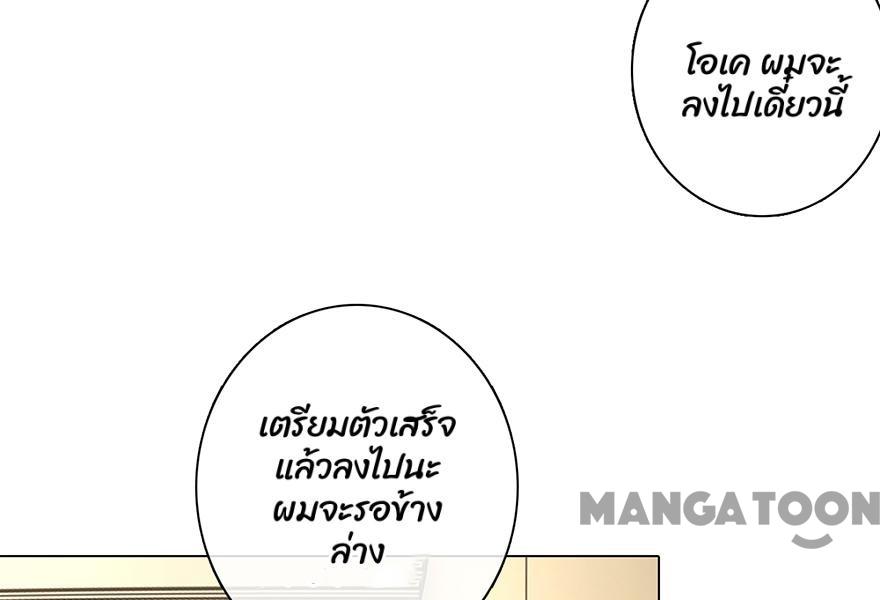 โอเค ผมจะ
ลงไปเดี๋ยวนี้
เตรียมตัวเสร็จ
แล้วลงไปนะ
ผมจะรอข้าง
ล่าง
MANGATOON